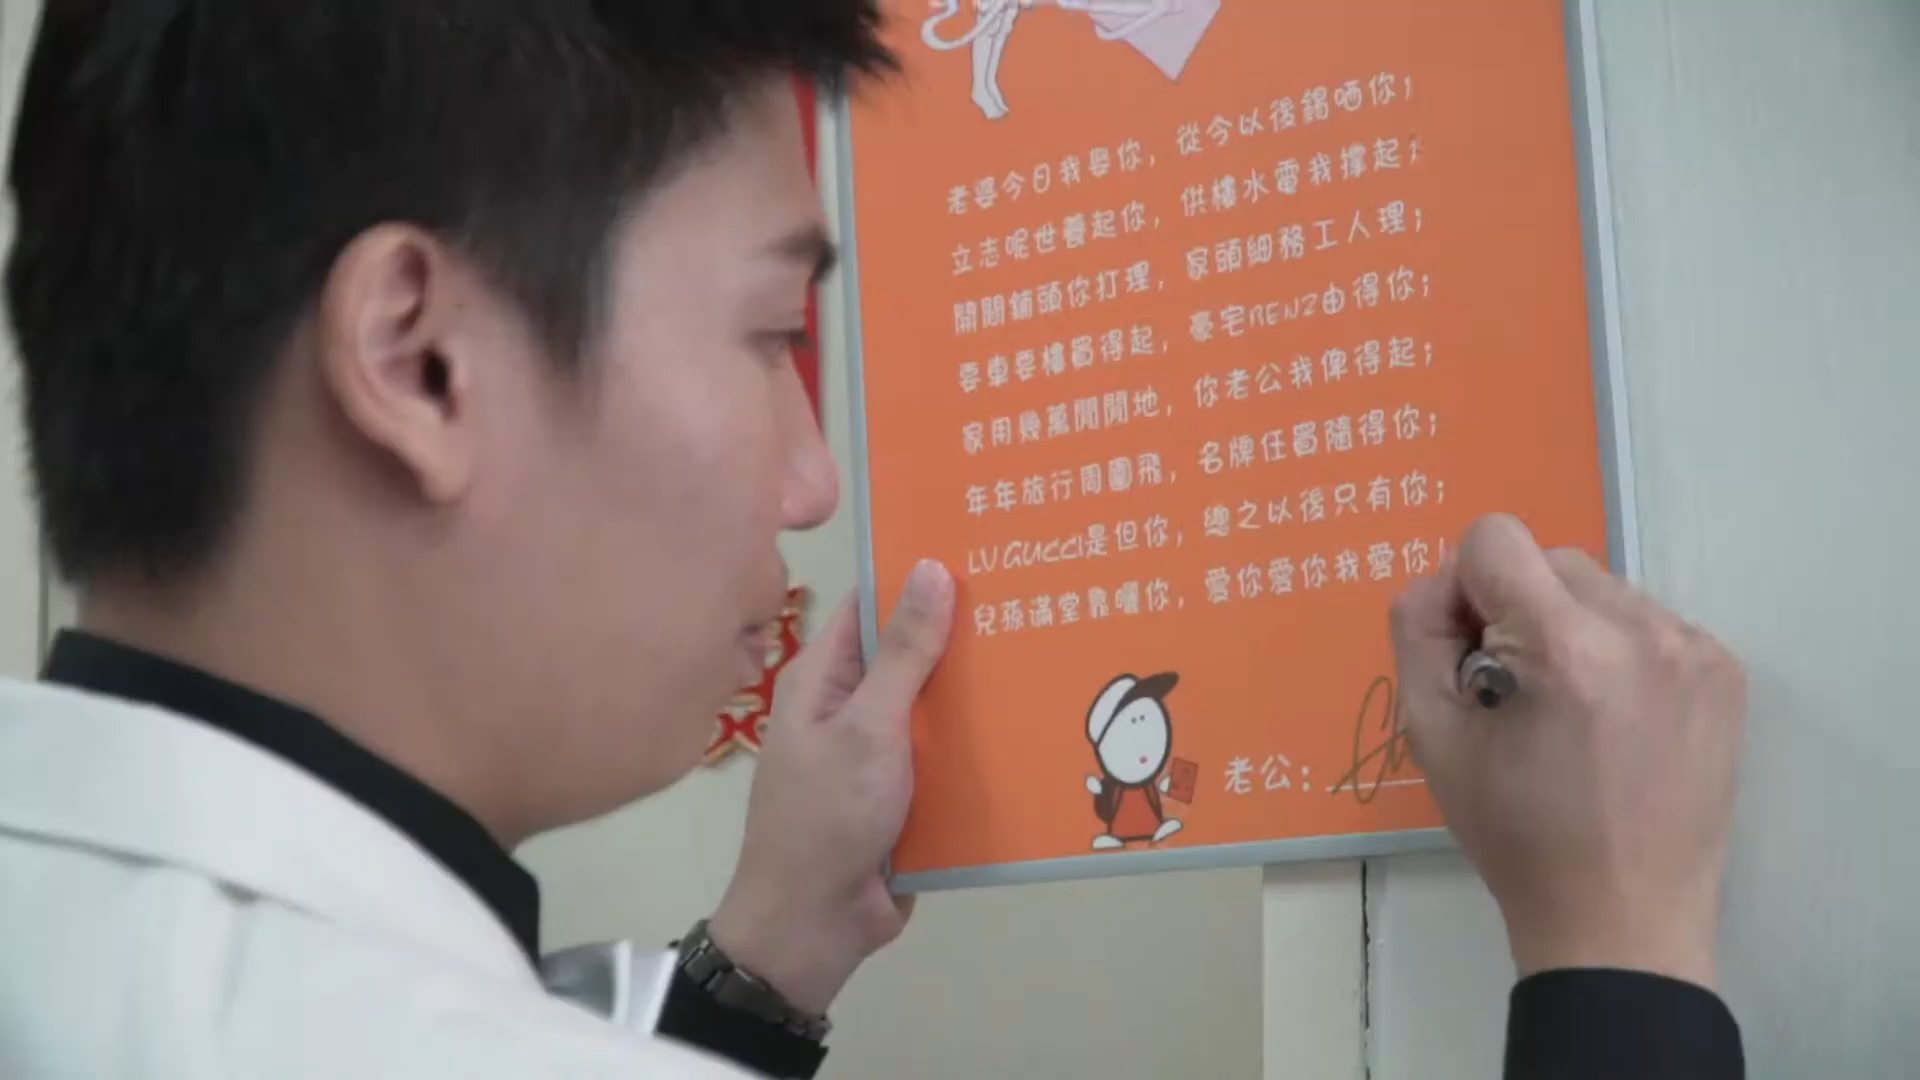 老婆今日我娶你，從今以後錫晒你；
立志呢世養起你，供樓水電我撐起；
開間鋪頭你打理，家頭細務工人理；
要車要樓買得起，豪宅BENZ由得你；
家用幾萬閒閒地，你老公我俾得起；
年年旅行周圍飛，名牌任買隨得你；
LV GUCCI是但你，總之以後只有你；
兒孫滿堂靠曬你，愛你愛你我愛你！
老公：